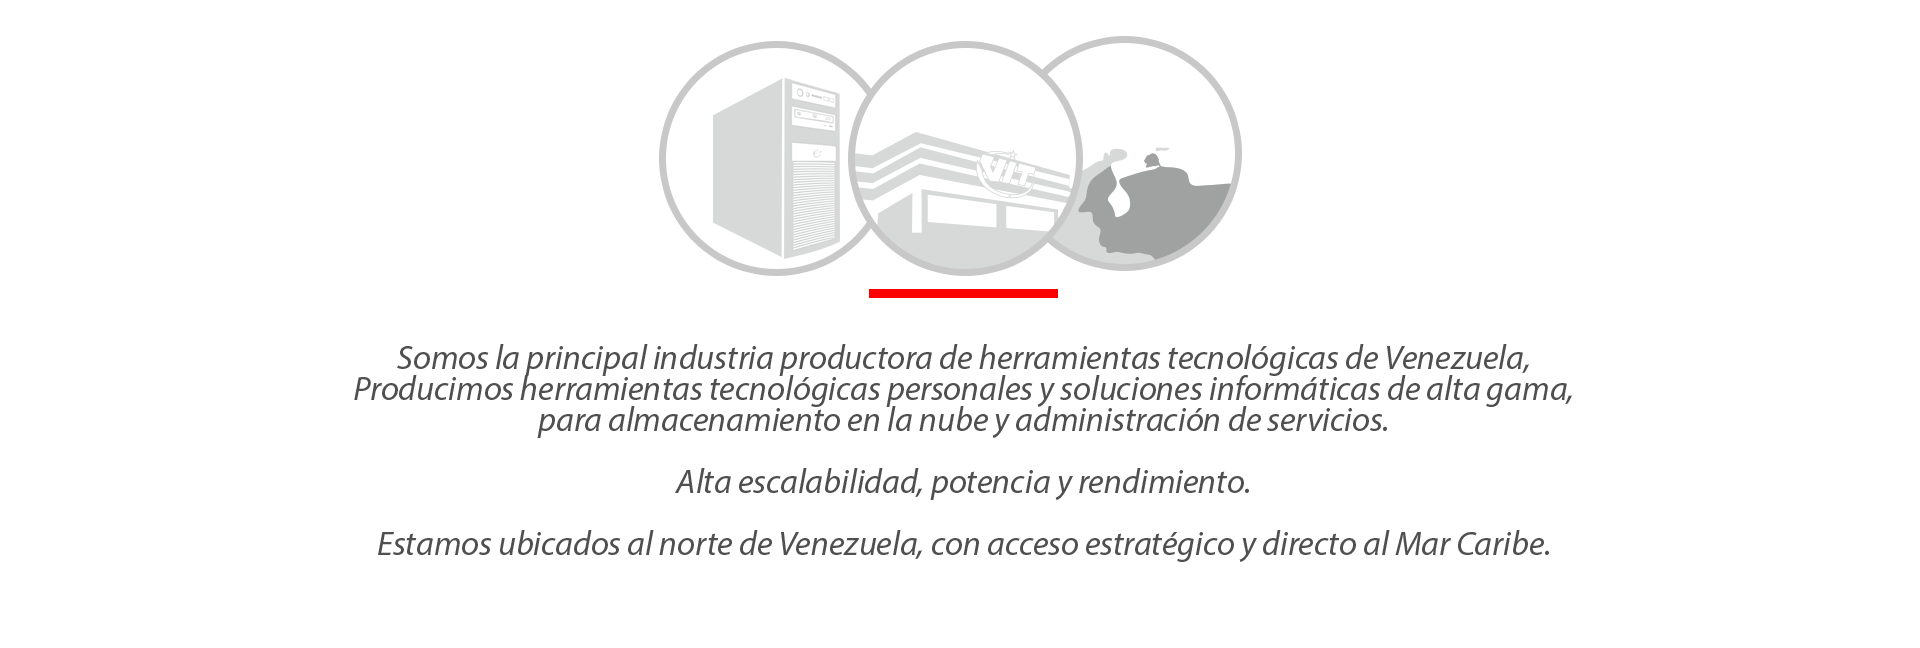 VIT
Somos la principal industria productora de herramientas tecnológicas de Venezuela,
Producimos herramientas tecnológicas personales y soluciones informáticas de alta gama,
para almacenamiento en la nube y administración de servicios.
Alta escalabilidad, potencia y rendimiento.
Estamos ubicados al norte de Venezuela, con acceso estratégico y directo al Mar Caribe.